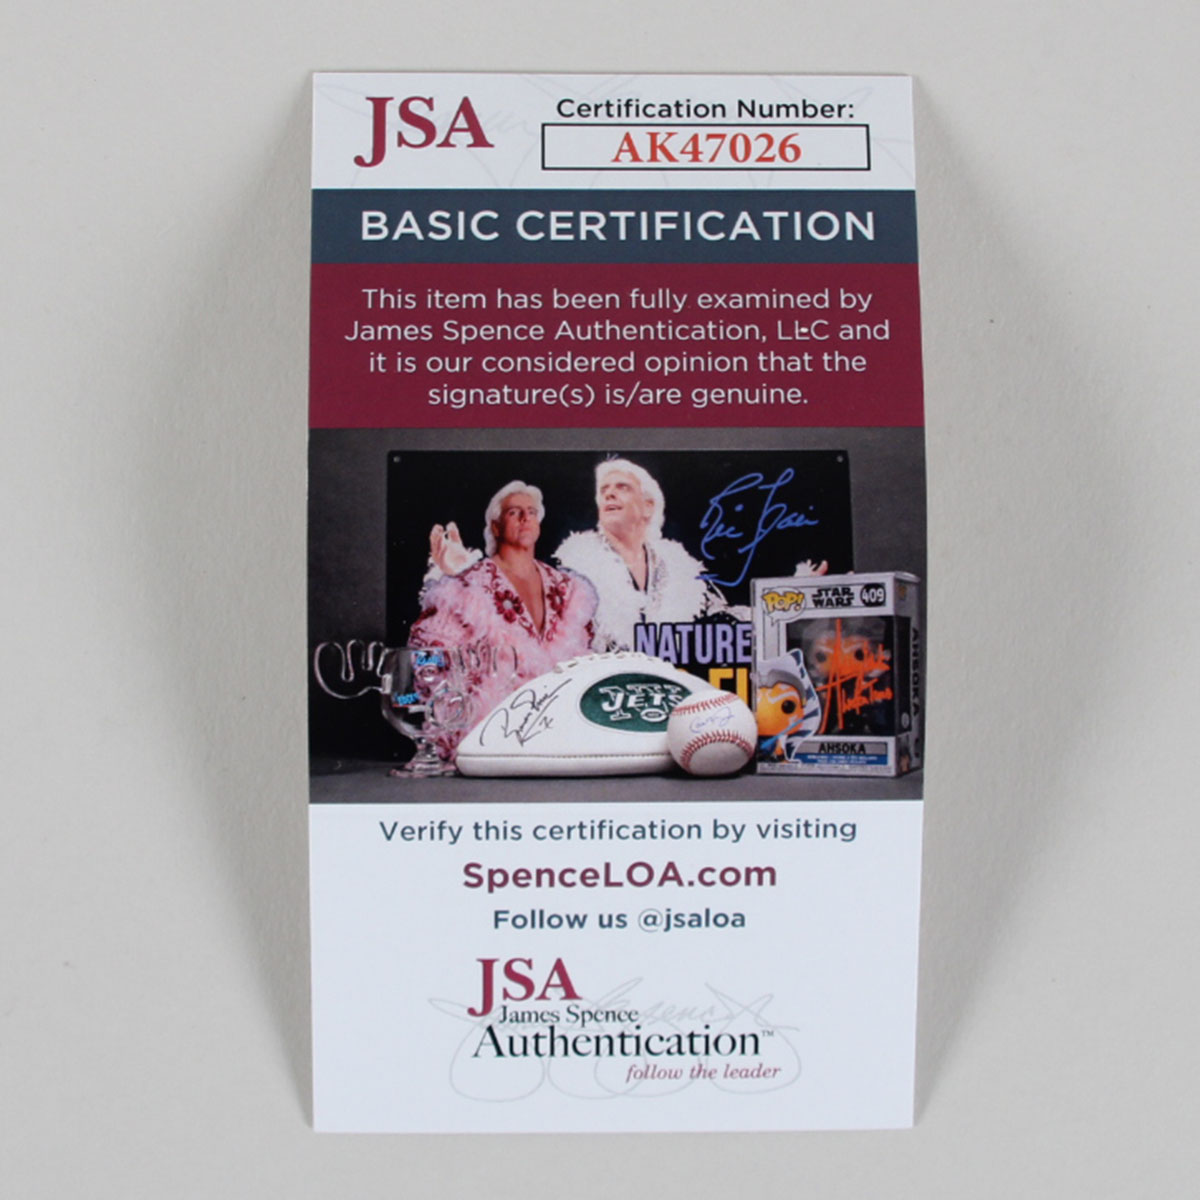 JSA
Certification Number:
AK47026
BASIC CERTIFICATION
This item has been fully examined by
James Spence Authentication, LLC and
it is our considered opinion that the
signature(s) is/are genuine.
Ric Flair
NATURE
POP!
STAR
WARS
409
JETS
AHSOKA
Verify this certification by visiting
SpenceLOA.com
Follow us @jsaloa
JSA
James Spence
Authentication™
follow the leader